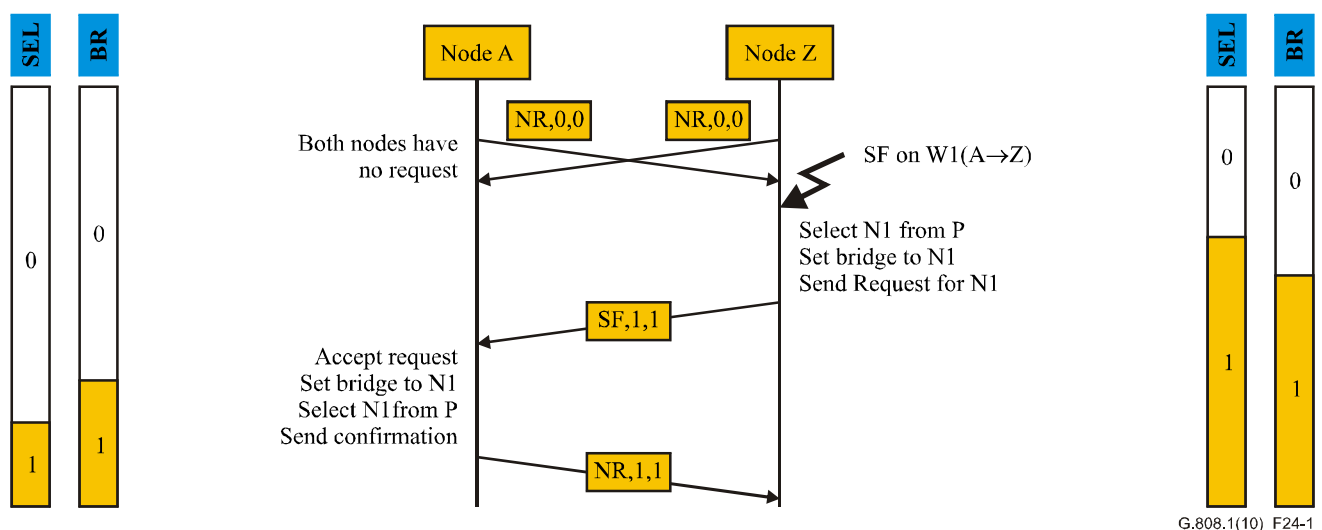 SEL
BR
Node A
Node Z
SEL
BR
NR,0,0
NR,0,0
Both nodes have
no request
SF on W1(A→Z)
0
0
0
0
Select N1 from P
Set bridge to N1
Send Request for N1
SF,1,1
Accept request
Set bridge to N1
Select N1from P
Send confirmation
1
1
1
1
NR,1,1
G.808.1(10) F24-1